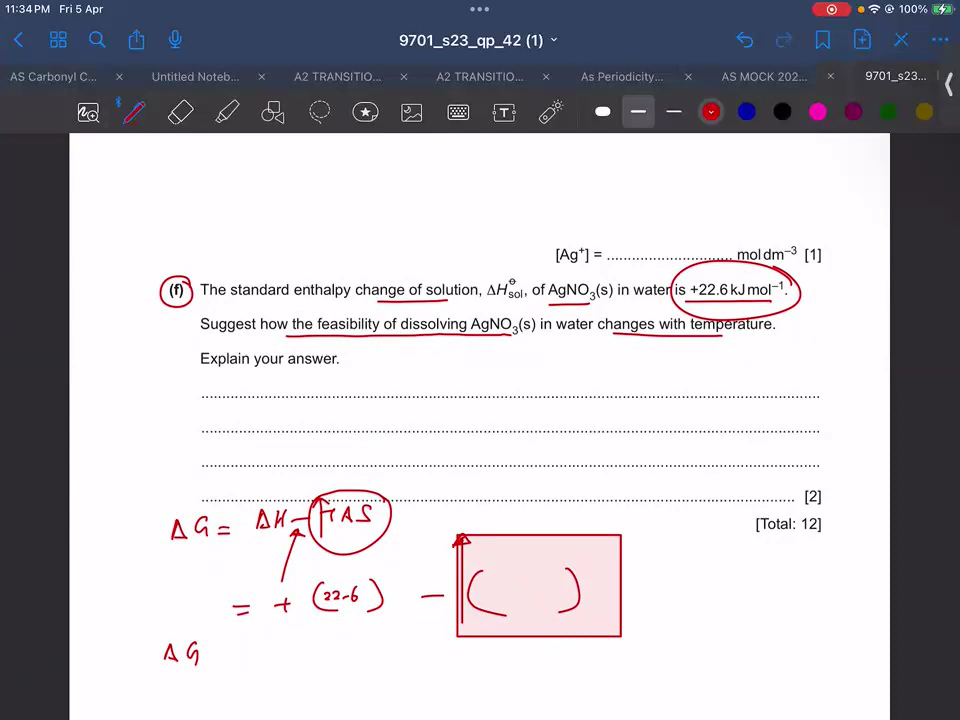 11:34 PM Fri 5 Apr
100%
9701_s23_qp_42 (1)
AS Carbonyl C...
Untitled Noteb...
A2 TRANSITIO...
A2 TRANSITIO...
As Periodicity...
AS MOCK 202...
9701_s23...
[Ag⁺] = .............................. mol dm⁻³ [1]
(f) The standard enthalpy change of solution, ΔH⦵sol, of AgNO₃(s) in water is +22.6 kJ mol⁻¹.
Suggest how the feasibility of dissolving AgNO₃(s) in water changes with temperature.
Explain your answer.
[2]
[Total: 12]
ΔG = ΔH - TΔS
= + (22.6) - ( )
ΔG